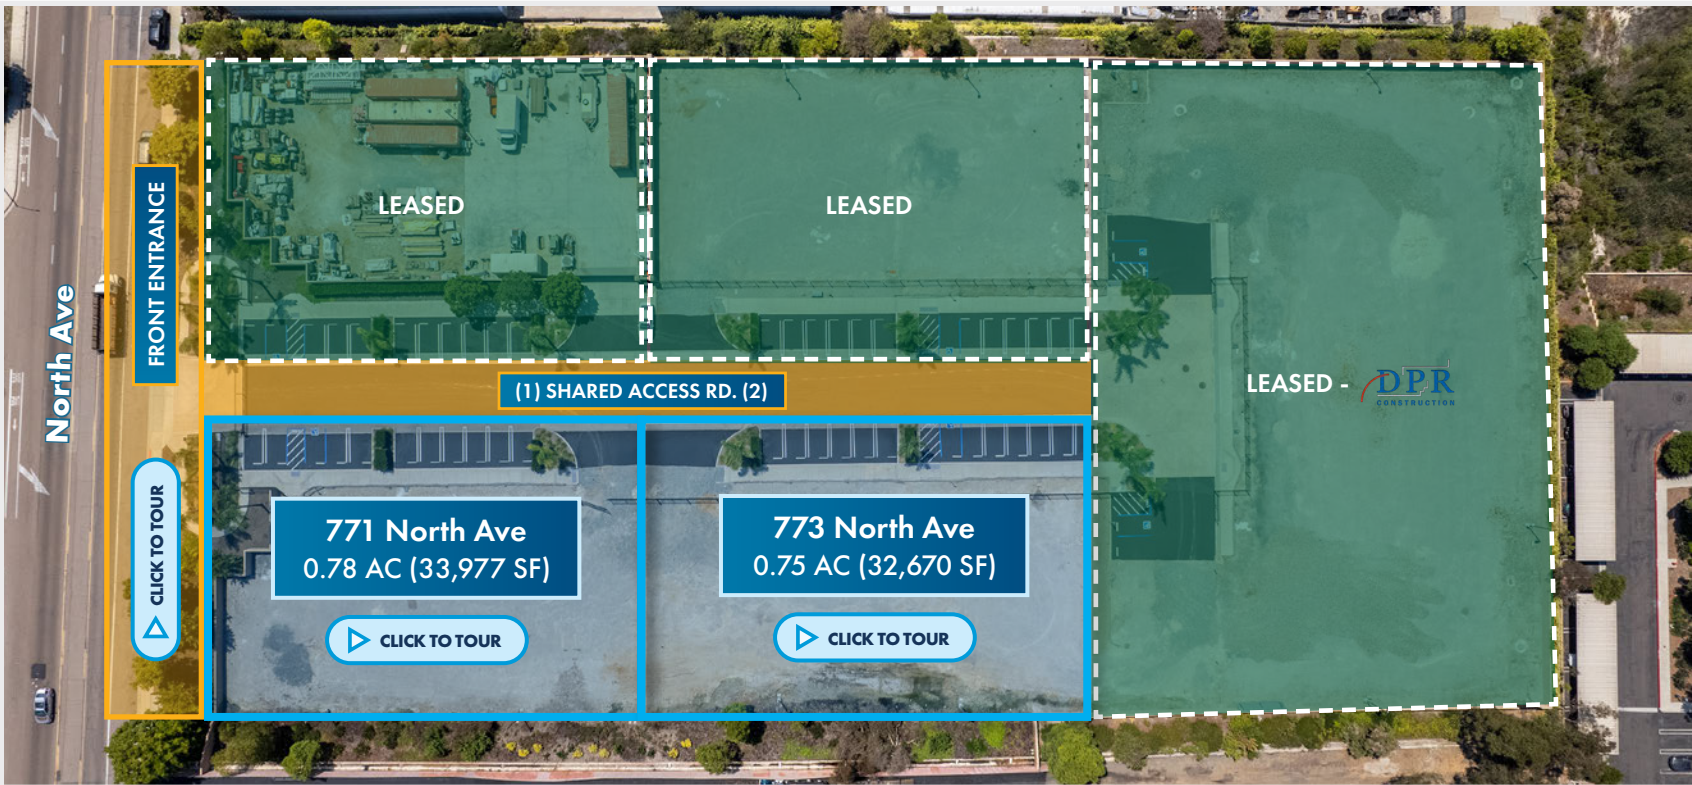 North Ave
FRONT ENTRANCE
CLICK TO TOUR
LEASED
LEASED
LEASED - DPR
CONSTRUCTION
(1) SHARED ACCESS RD. (2)
771 North Ave
0.78 AC (33,977 SF)
CLICK TO TOUR
773 North Ave
0.75 AC (32,670 SF)
CLICK TO TOUR